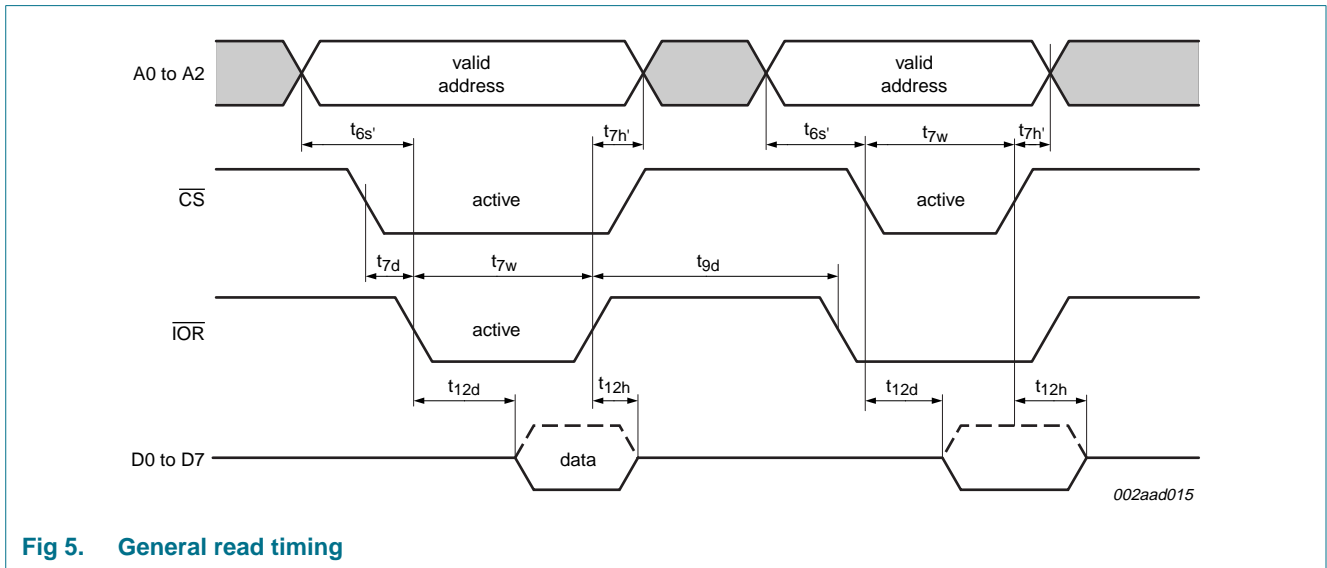 A0 to A2
valid
address
valid
address
t6s'
t7h'
t6s'
t7w
t7h'
CS
active
active
t7d
t7w
t9d
IOR
active
t12d
t12h
t12d
t12h
D0 to D7
data
002aad015
Fig 5. General read timing